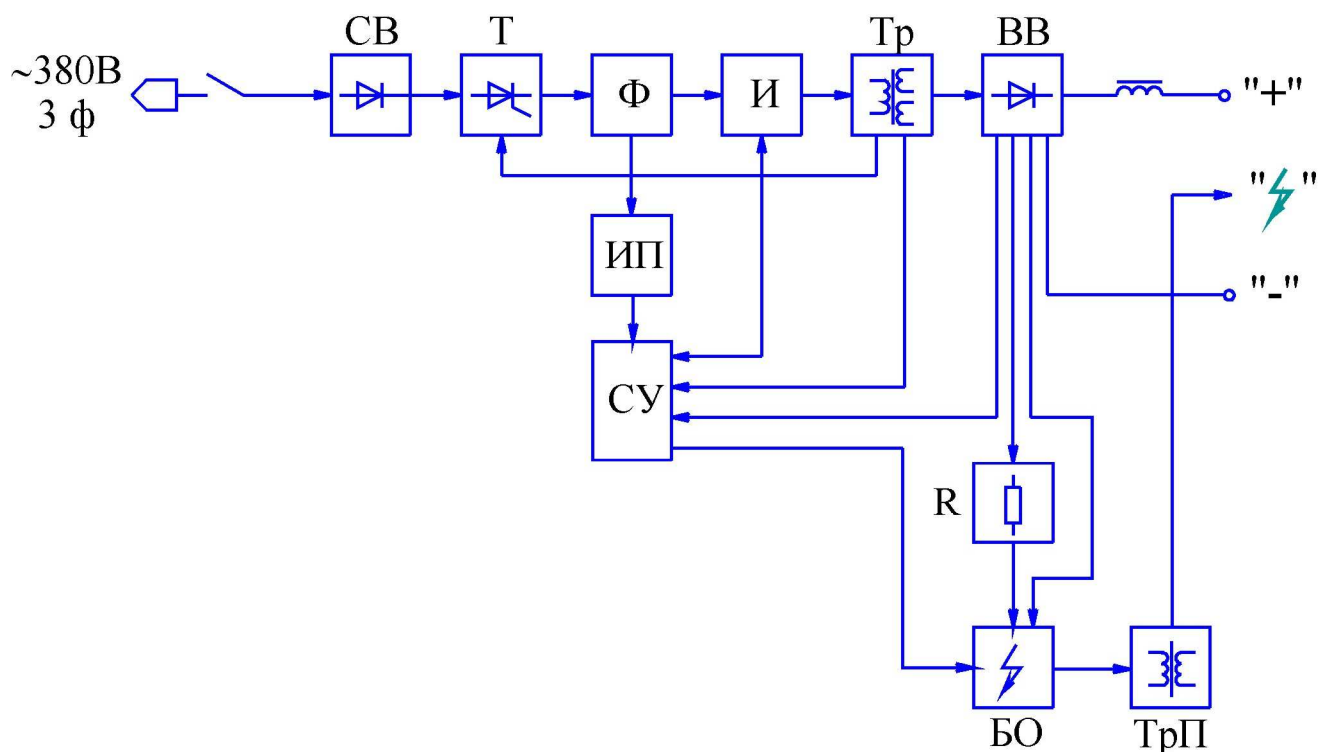 СВ
Т
Тр
ВВ
~380В
3 ф
Ф
И
"+"
" "
ИП
"-"
СУ
R
БО
ТрП